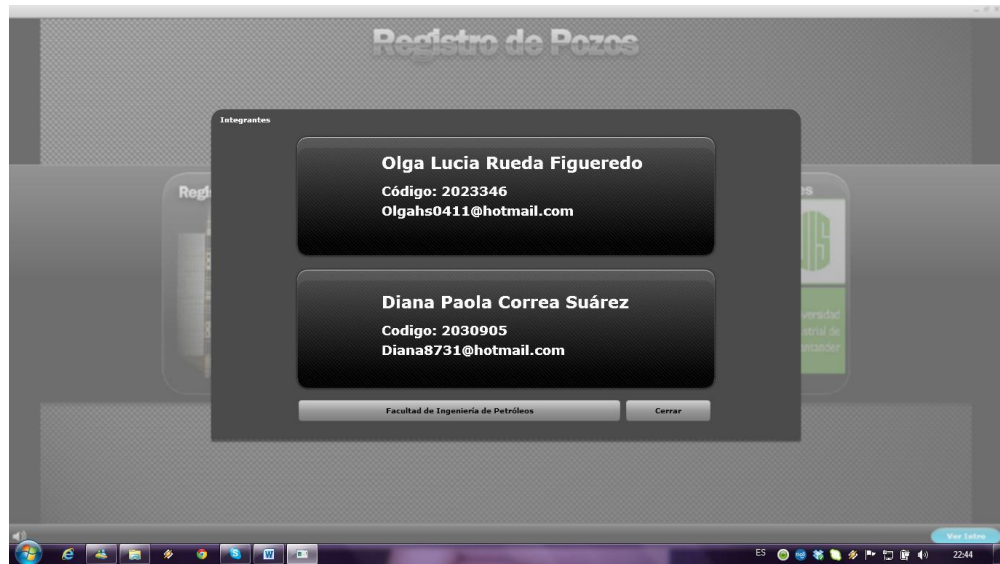 Registro de Pozos
Integrantes
Olga Lucia Rueda Figueredo
Código: 2023346
Olgahs0411@hotmail.com
Diana Paola Correa Suárez
Codigo: 2030905
Diana8731@hotmail.com
Facultad de Ingeniería de Petróleos
Cerrar
Ver Intro
ES
22:44